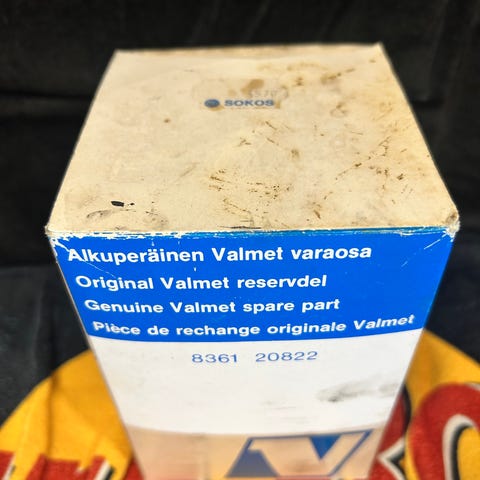 SOKOS
Alkuperäinen Valmet varaosa
Original Valmet reservdel
Genuine Valmet spare part
Pièce de rechange originale Valmet
8361 20822